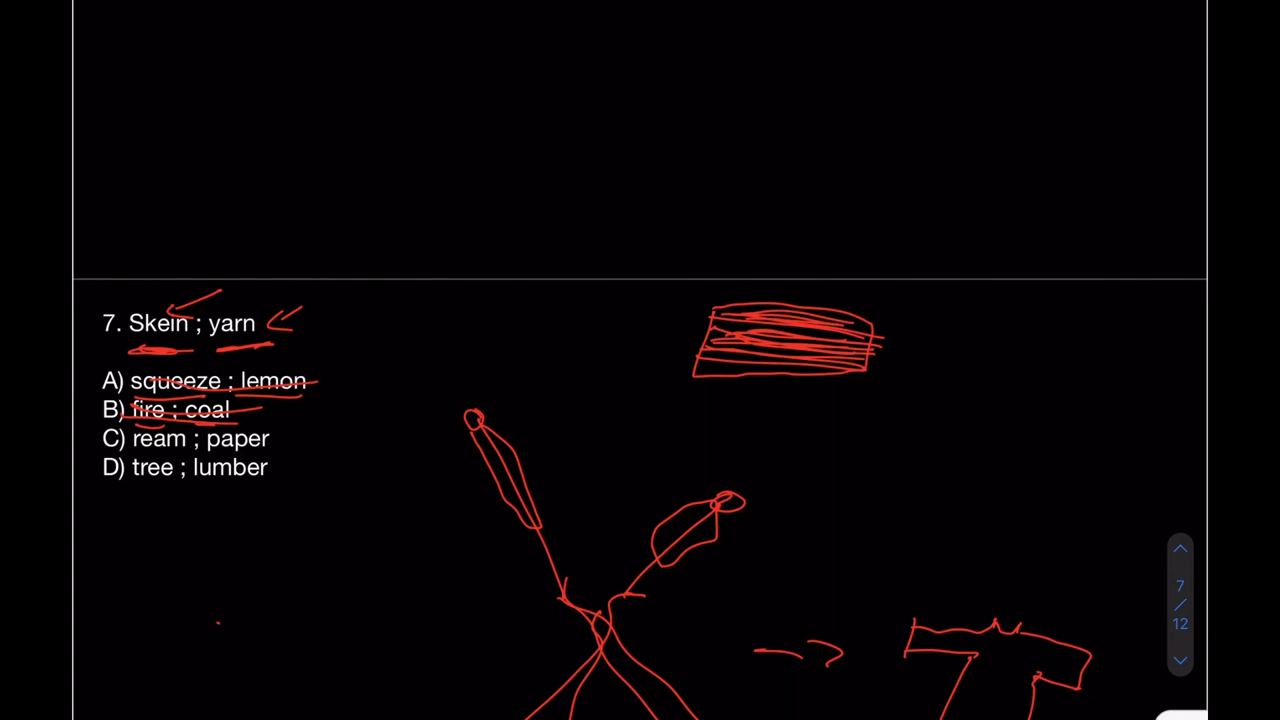 7. Skein ; yarn
A) squeeze ; lemon
B) fire ; coal
C) ream ; paper
D) tree ; lumber
7
/
12